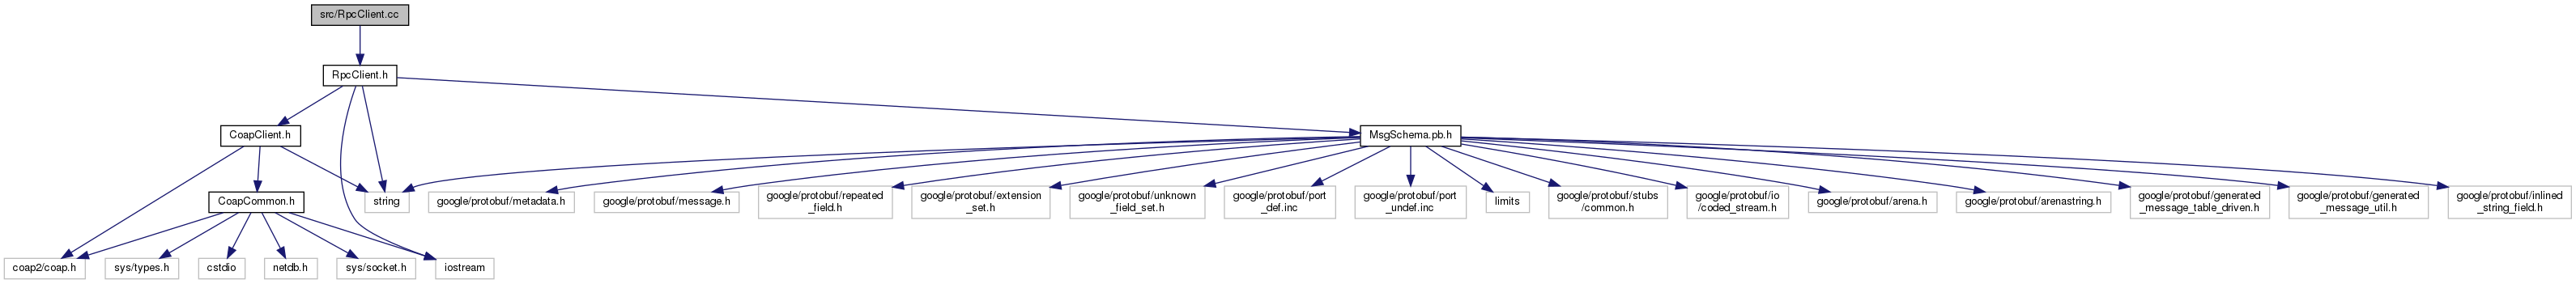 src/RpcClient.cc
RpcClient.h
CoapClient.h
MsgSchema.pb.h
CoapCommon.h
string
google/protobuf/metadata.h
google/protobuf/message.h
google/protobuf/repeated
_field.h
google/protobuf/extension
_set.h
google/protobuf/unknown
_field_set.h
google/protobuf/port
_def.inc
google/protobuf/port
_undef.inc
limits
google/protobuf/stubs
/common.h
google/protobuf/io
/coded_stream.h
google/protobuf/arena.h
google/protobuf/arenastring.h
google/protobuf/generated
_message_table_driven.h
google/protobuf/generated
_message_util.h
google/protobuf/inlined
_string_field.h
coap2/coap.h
sys/types.h
cstdio
netdb.h
sys/socket.h
iostream